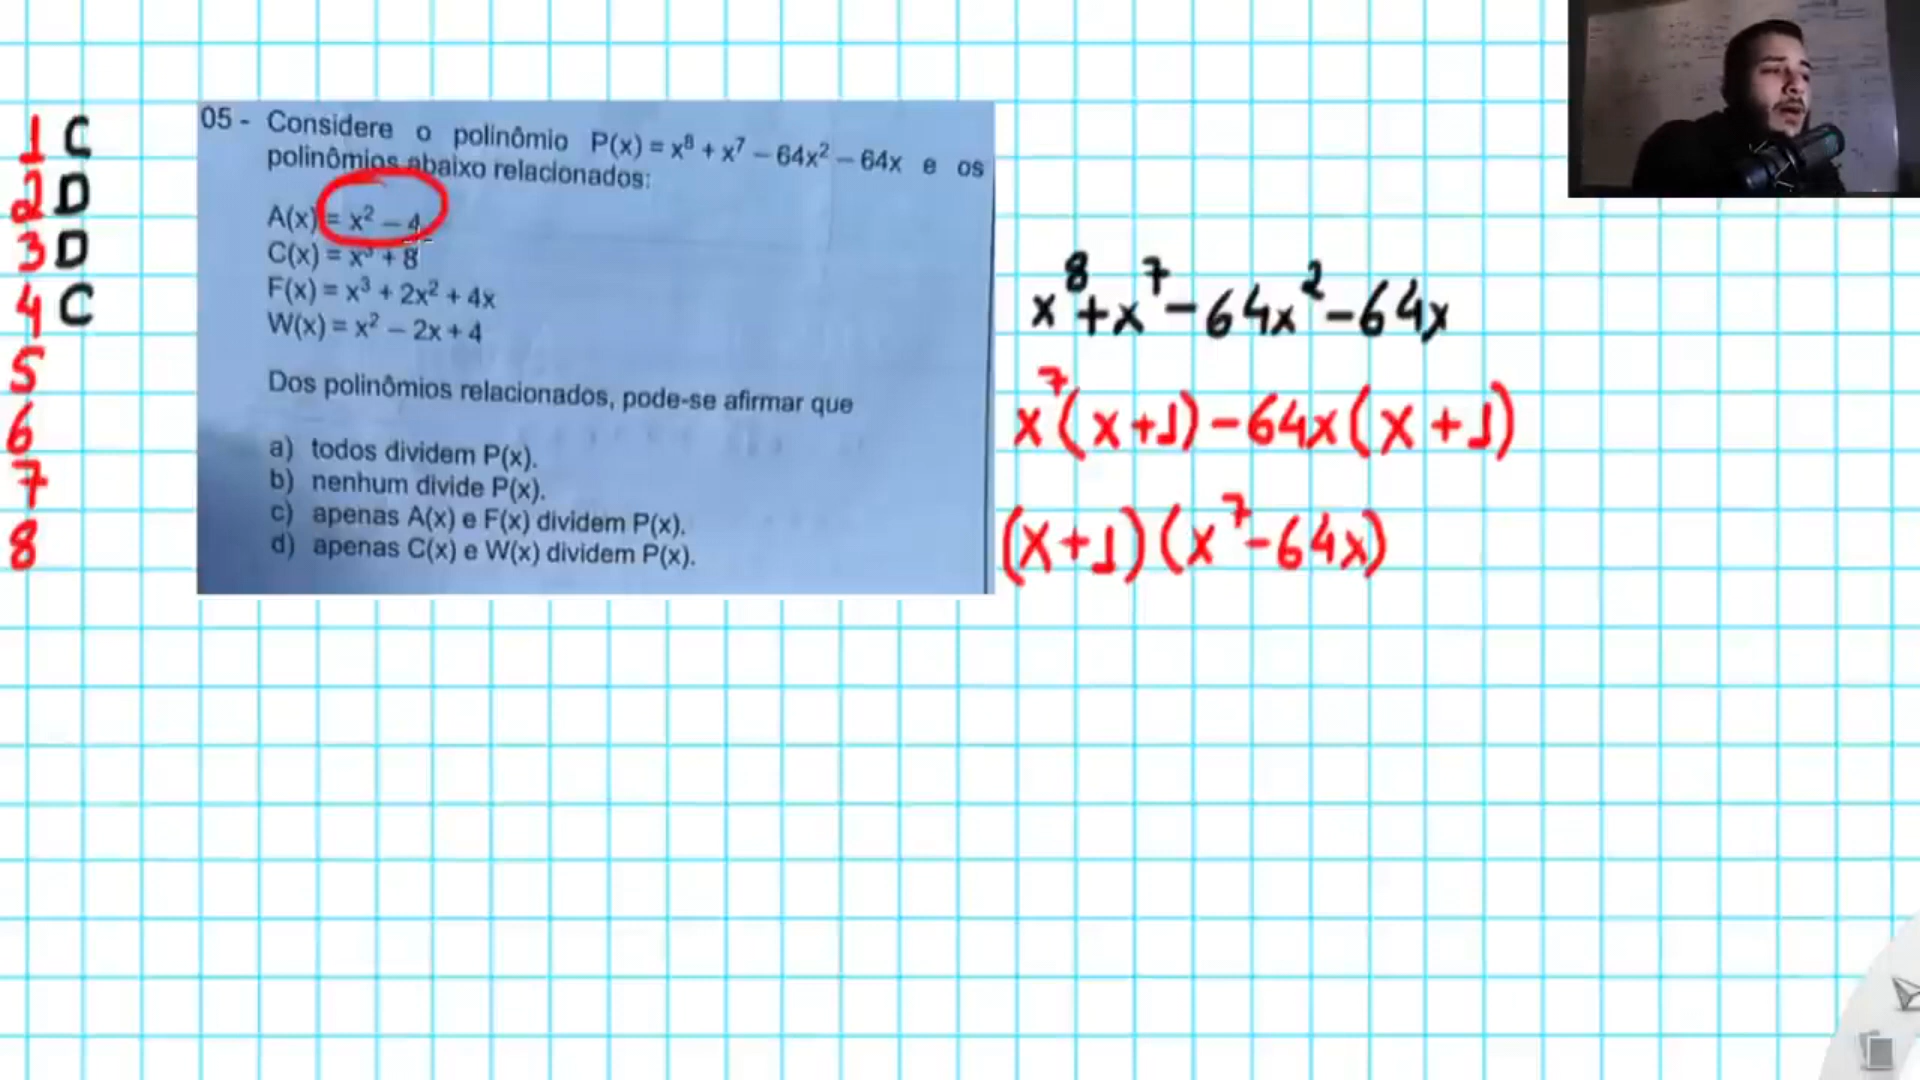 1 C
2 D
3 D
4 C
5
6
7
8
05 - Considere o polinômio P(x) = x⁸ + x⁷ – 64x² – 64x e os
polinômios abaixo relacionados:
A(x) = x² – 4
C(x) = x³ + 8
F(x) = x³ + 2x² + 4x
W(x) = x² – 2x + 4
Dos polinômios relacionados, pode-se afirmar que
a) todos dividem P(x).
b) nenhum divide P(x).
c) apenas A(x) e F(x) dividem P(x).
d) apenas C(x) e W(x) dividem P(x).
x⁸+x⁷-64x²-64x
x⁷(x+1)-64x(x+1)
(x+1)(x⁷-64x)